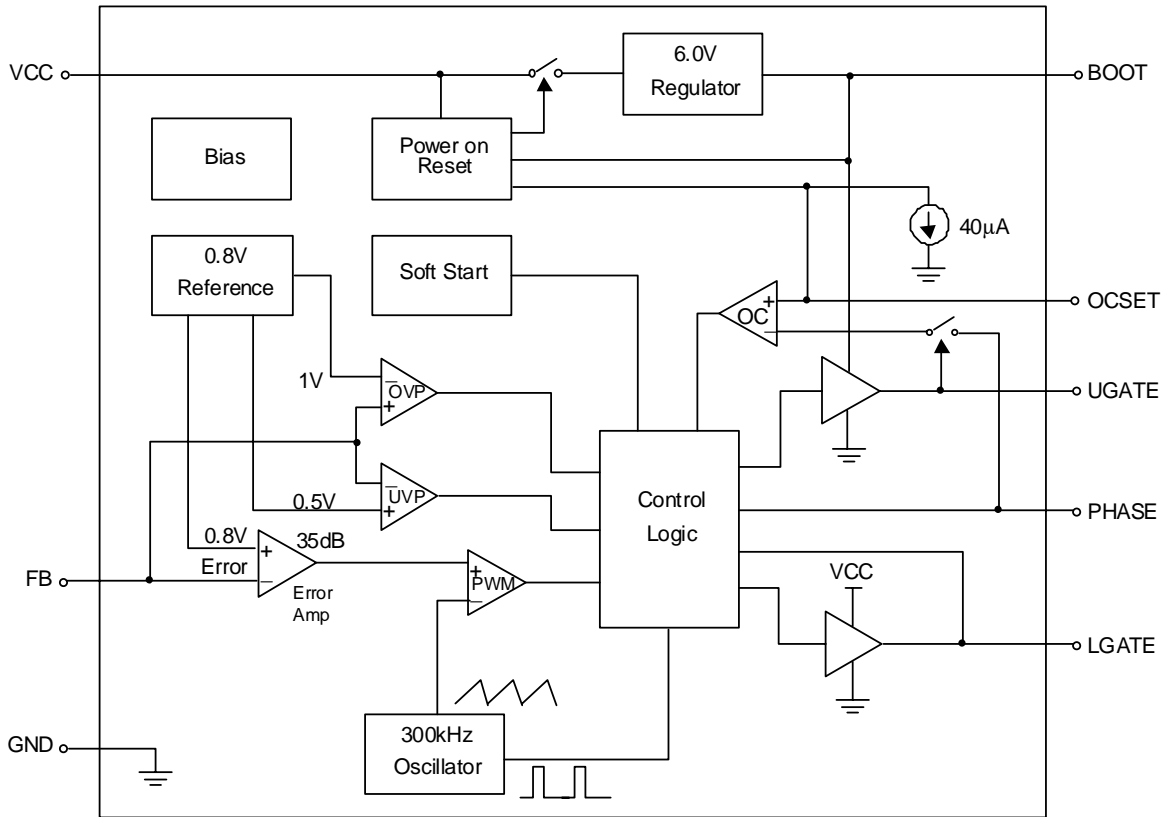 VCC
6.0V
Regulator
BOOT
Bias
Power on
Reset
40µA
0.8V
Reference
Soft Start
+
OC
–
OCSET
1V
–
OVP
+
UGATE
–
UVP
+
0.5V
Control
Logic
PHASE
0.8V
+
35dB
Error
–
Error
Amp
+
PWM
–
FB
VCC
LGATE
300kHz
Oscillator
GND